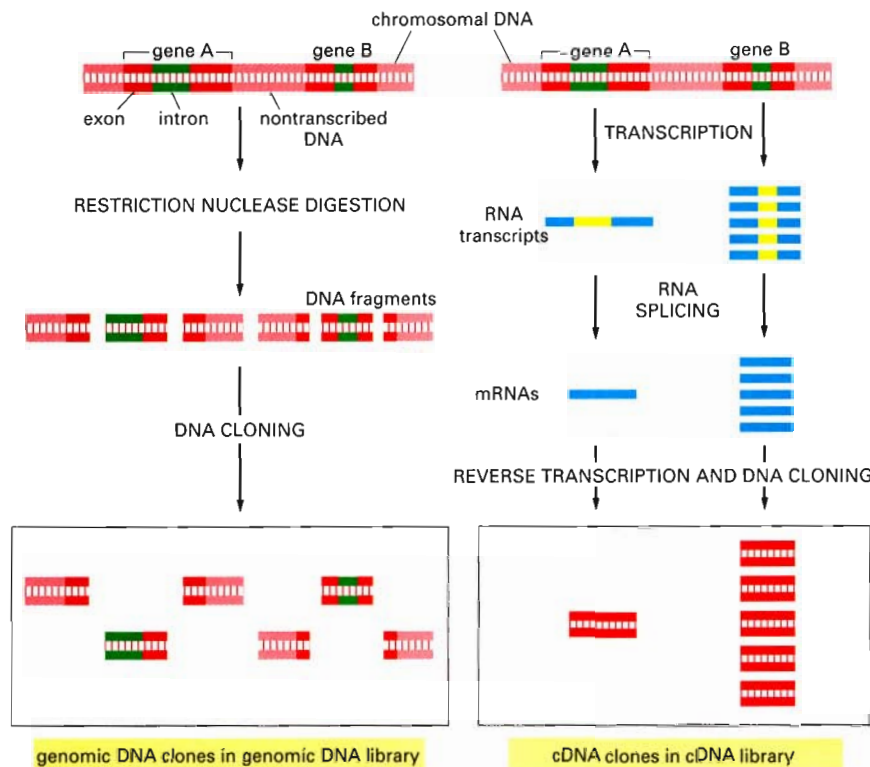 chromosomal DNA
gene A
gene B
gene A
gene B
exon
intron
nontranscribed
DNA
TRANSCRIPTION
RESTRICTION NUCLEASE DIGESTION
RNA
transcripts
DNA fragments
RNA
SPLICING
mRNAs
DNA CLONING
REVERSE TRANSCRIPTION AND DNA CLONING
genomic DNA clones in genomic DNA library
cDNA clones in cDNA library